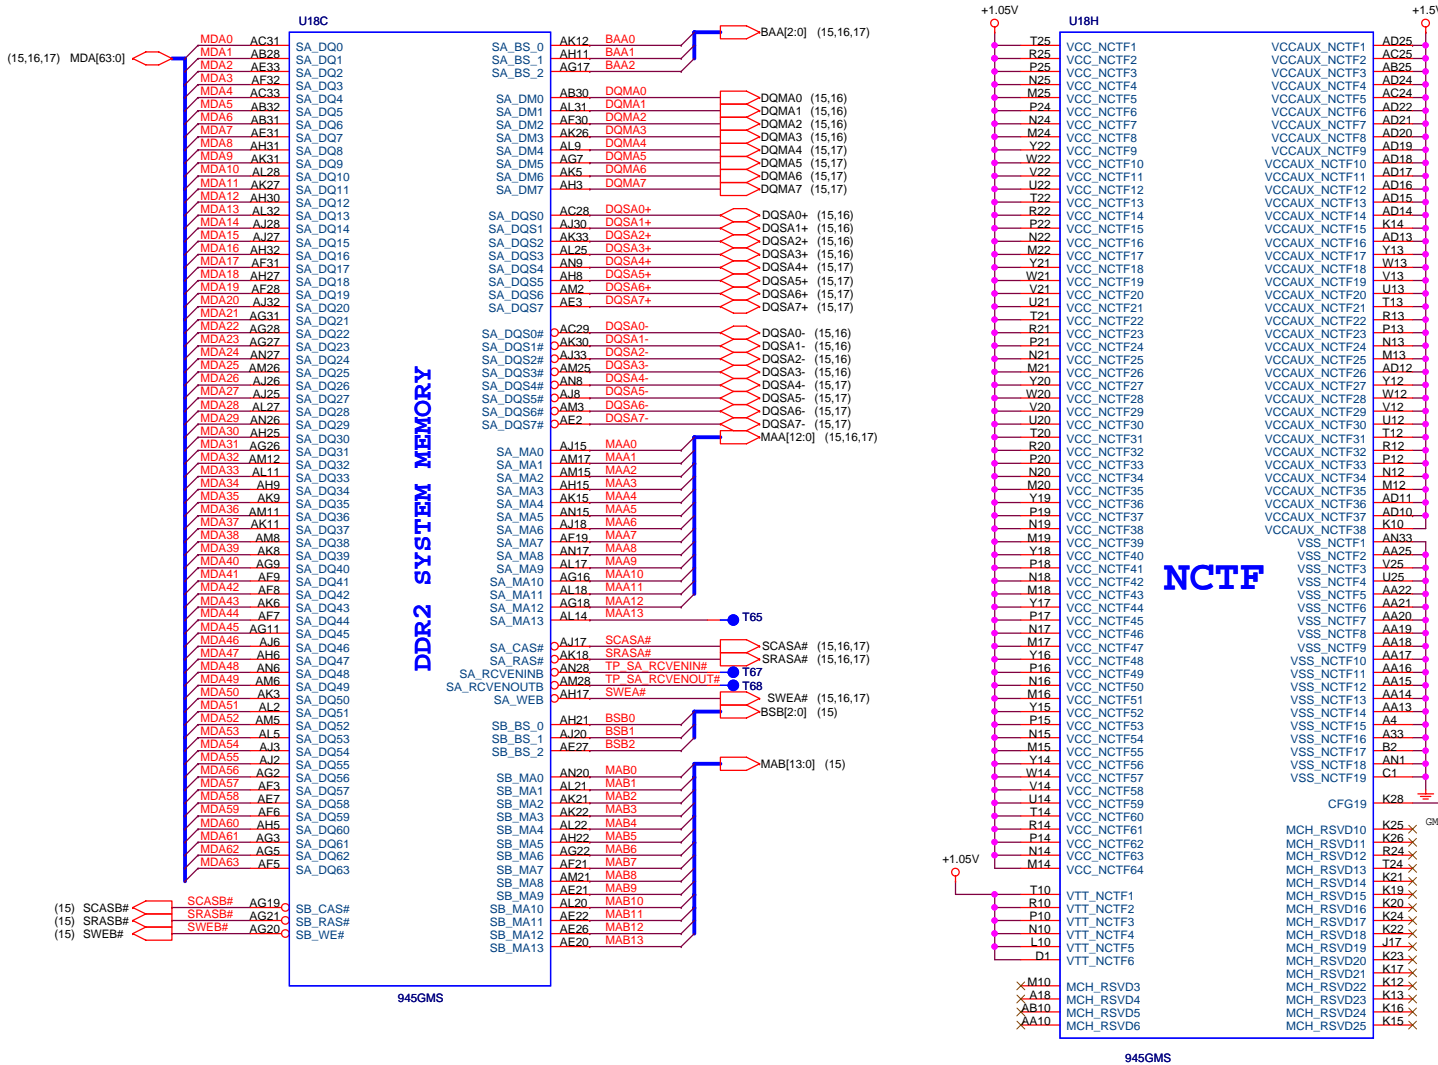 U18C
(15,16,17) MDA[63:0]
MDA0 AC31 SA_DQ0
MDA1 AB28 SA_DQ1
MDA2 AE33 SA_DQ2
MDA3 AF32 SA_DQ3
MDA4 AC33 SA_DQ4
MDA5 AB32 SA_DQ5
MDA6 AB31 SA_DQ6
MDA7 AE31 SA_DQ7
MDA8 AH31 SA_DQ8
MDA9 AK31 SA_DQ9
MDA10 AL28 SA_DQ10
MDA11 AK27 SA_DQ11
MDA12 AH30 SA_DQ12
MDA13 AL32 SA_DQ13
MDA14 AJ28 SA_DQ14
MDA15 AJ27 SA_DQ15
MDA16 AH32 SA_DQ16
MDA17 AF31 SA_DQ17
MDA18 AH27 SA_DQ18
MDA19 AF28 SA_DQ19
MDA20 AJ32 SA_DQ20
MDA21 AG31 SA_DQ21
MDA22 AG28 SA_DQ22
MDA23 AG27 SA_DQ23
MDA24 AN27 SA_DQ24
MDA25 AM26 SA_DQ25
MDA26 AJ26 SA_DQ26
MDA27 AJ25 SA_DQ27
MDA28 AL27 SA_DQ28
MDA29 AN26 SA_DQ29
MDA30 AH25 SA_DQ30
MDA31 AG26 SA_DQ31
MDA32 AM12 SA_DQ32
MDA33 AL11 SA_DQ33
MDA34 AH9 SA_DQ34
MDA35 AK9 SA_DQ35
MDA36 AM11 SA_DQ36
MDA37 AK11 SA_DQ37
MDA38 AM8 SA_DQ38
MDA39 AK8 SA_DQ39
MDA40 AG9 SA_DQ40
MDA41 AF9 SA_DQ41
MDA42 AF8 SA_DQ42
MDA43 AK6 SA_DQ43
MDA44 AF7 SA_DQ44
MDA45 AG11 SA_DQ45
MDA46 AJ6 SA_DQ46
MDA47 AH6 SA_DQ47
MDA48 AN6 SA_DQ48
MDA49 AM6 SA_DQ49
MDA50 AK3 SA_DQ50
MDA51 AL2 SA_DQ51
MDA52 AM5 SA_DQ52
MDA53 AL5 SA_DQ53
MDA54 AJ3 SA_DQ54
MDA55 AJ2 SA_DQ55
MDA56 AG2 SA_DQ56
MDA57 AF3 SA_DQ57
MDA58 AE7 SA_DQ58
MDA59 AF6 SA_DQ59
MDA60 AH5 SA_DQ60
MDA61 AG3 SA_DQ61
MDA62 AG5 SA_DQ62
MDA63 AF5 SA_DQ63
(15) SCASB# SCASB# AG19 SB_CAS#
(15) SRASB# SRASB# AG21 SB_RAS#
(15) SWEB# SWEB# AG20 SB_WE#
DDR2 SYSTEM MEMORY
BAA[2:0] (15,16,17)
SA_BS_0 AK12 BAA0
SA_BS_1 AH11 BAA1
SA_BS_2 AG17 BAA2
SA_DM0 AB30 DQMA0 DQMA0 (15,16)
SA_DM1 AL31 DQMA1 DQMA1 (15,16)
SA_DM2 AF30 DQMA2 DQMA2 (15,16)
SA_DM3 AK26 DQMA3 DQMA3 (15,16)
SA_DM4 AL9 DQMA4 DQMA4 (15,17)
SA_DM5 AG7 DQMA5 DQMA5 (15,17)
SA_DM6 AK5 DQMA6 DQMA6 (15,17)
SA_DM7 AH3 DQMA7 DQMA7 (15,17)
SA_DQS0 AC28 DQSA0+ DQSA0+ (15,16)
SA_DQS1 AJ30 DQSA1+ DQSA1+ (15,16)
SA_DQS2 AK33 DQSA2+ DQSA2+ (15,16)
SA_DQS3 AL25 DQSA3+ DQSA3+ (15,16)
SA_DQS4 AN9 DQSA4+ DQSA4+ (15,17)
SA_DQS5 AH8 DQSA5+ DQSA5+ (15,17)
SA_DQS6 AM2 DQSA6+ DQSA6+ (15,17)
SA_DQS7 AE3 DQSA7+ DQSA7+ (15,17)
SA_DQS0# AC29 DQSA0- DQSA0- (15,16)
SA_DQS1# AK30 DQSA1- DQSA1- (15,16)
SA_DQS2# AJ33 DQSA2- DQSA2- (15,16)
SA_DQS3# AM25 DQSA3- DQSA3- (15,16)
SA_DQS4# AN8 DQSA4- DQSA4- (15,17)
SA_DQS5# AJ8 DQSA5- DQSA5- (15,17)
SA_DQS6# AM3 DQSA6- DQSA6- (15,17)
SA_DQS7# AE2 DQSA7- DQSA7- (15,17)
MAA[12:0] (15,16,17)
SA_MA0 AJ15 MAA0
SA_MA1 AM17 MAA1
SA_MA2 AM15 MAA2
SA_MA3 AH15 MAA3
SA_MA4 AK15 MAA4
SA_MA5 AN15 MAA5
SA_MA6 AJ18 MAA6
SA_MA7 AF19 MAA7
SA_MA8 AN17 MAA8
SA_MA9 AL17 MAA9
SA_MA10 AG16 MAA10
SA_MA11 AL18 MAA11
SA_MA12 AG18 MAA12
SA_MA13 AL14 MAA13 T65
SA_CAS# AJ17 SCASA# SCASA# (15,16,17)
SA_RAS# AK18 SRASA# SRASA# (15,16,17)
SA_RCVENINB AN28 TP_SA_RCVENIN# T67
SA_RCVENOUTB AM28 TP_SA_RCVENOUT# T68
SA_WEB AH17 SWEA# SWEA# (15,16,17)
BSB[2:0] (15)
SB_BS_0 AH21 BSB0
SB_BS_1 AJ20 BSB1
SB_BS_2 AE27 BSB2
MAB[13:0] (15)
SB_MA0 AN20 MAB0
SB_MA1 AL21 MAB1
SB_MA2 AK21 MAB2
SB_MA3 AK22 MAB3
SB_MA4 AL22 MAB4
SB_MA5 AH22 MAB5
SB_MA6 AG22 MAB6
SB_MA7 AF21 MAB7
SB_MA8 AM21 MAB8
SB_MA9 AE21 MAB9
SB_MA10 AL20 MAB10
SB_MA11 AE22 MAB11
SB_MA12 AE26 MAB12
SB_MA13 AE20 MAB13
945GMS
+1.05V
U18H
T25 VCC_NCTF1
R25 VCC_NCTF2
P25 VCC_NCTF3
N25 VCC_NCTF4
M25 VCC_NCTF5
P24 VCC_NCTF6
N24 VCC_NCTF7
M24 VCC_NCTF8
Y22 VCC_NCTF9
W22 VCC_NCTF10
V22 VCC_NCTF11
U22 VCC_NCTF12
T22 VCC_NCTF13
R22 VCC_NCTF14
P22 VCC_NCTF15
N22 VCC_NCTF16
M22 VCC_NCTF17
Y21 VCC_NCTF18
W21 VCC_NCTF19
V21 VCC_NCTF20
U21 VCC_NCTF21
T21 VCC_NCTF22
R21 VCC_NCTF23
P21 VCC_NCTF24
N21 VCC_NCTF25
M21 VCC_NCTF26
Y20 VCC_NCTF27
W20 VCC_NCTF28
V20 VCC_NCTF29
U20 VCC_NCTF30
T20 VCC_NCTF31
R20 VCC_NCTF32
P20 VCC_NCTF33
N20 VCC_NCTF34
M20 VCC_NCTF35
Y19 VCC_NCTF36
P19 VCC_NCTF37
N19 VCC_NCTF38
M19 VCC_NCTF39
Y18 VCC_NCTF40
P18 VCC_NCTF41
N18 VCC_NCTF42
M18 VCC_NCTF43
Y17 VCC_NCTF44
P17 VCC_NCTF45
N17 VCC_NCTF46
M17 VCC_NCTF47
Y16 VCC_NCTF48
P16 VCC_NCTF49
N16 VCC_NCTF50
M16 VCC_NCTF51
Y15 VCC_NCTF52
P15 VCC_NCTF53
N15 VCC_NCTF54
M15 VCC_NCTF55
Y14 VCC_NCTF56
W14 VCC_NCTF57
V14 VCC_NCTF58
U14 VCC_NCTF59
T14 VCC_NCTF60
R14 VCC_NCTF61
P14 VCC_NCTF62
N14 VCC_NCTF63
M14 VCC_NCTF64
+1.05V
T10 VTT_NCTF1
R10 VTT_NCTF2
P10 VTT_NCTF3
N10 VTT_NCTF4
L10 VTT_NCTF5
D1 VTT_NCTF6
M10 MCH_RSVD3
A18 MCH_RSVD4
AB10 MCH_RSVD5
AA10 MCH_RSVD6
NCTF
+1.5V
VCCAUX_NCTF1 AD25
VCCAUX_NCTF2 AC25
VCCAUX_NCTF3 AB25
VCCAUX_NCTF4 AD24
VCCAUX_NCTF5 AC24
VCCAUX_NCTF6 AD22
VCCAUX_NCTF7 AD21
VCCAUX_NCTF8 AD20
VCCAUX_NCTF9 AD19
VCCAUX_NCTF10 AD18
VCCAUX_NCTF11 AD17
VCCAUX_NCTF12 AD16
VCCAUX_NCTF13 AD15
VCCAUX_NCTF14 AD14
VCCAUX_NCTF15 K14
VCCAUX_NCTF16 AD13
VCCAUX_NCTF17 Y13
VCCAUX_NCTF18 W13
VCCAUX_NCTF19 V13
VCCAUX_NCTF20 U13
VCCAUX_NCTF21 T13
VCCAUX_NCTF22 R13
VCCAUX_NCTF23 P13
VCCAUX_NCTF24 N13
VCCAUX_NCTF25 M13
VCCAUX_NCTF26 AD12
VCCAUX_NCTF27 Y12
VCCAUX_NCTF28 W12
VCCAUX_NCTF29 V12
VCCAUX_NCTF30 U12
VCCAUX_NCTF31 T12
VCCAUX_NCTF32 R12
VCCAUX_NCTF33 P12
VCCAUX_NCTF34 N12
VCCAUX_NCTF35 M12
VCCAUX_NCTF36 AD11
VCCAUX_NCTF37 AD10
VCCAUX_NCTF38 K10
VSS_NCTF1 AN33
VSS_NCTF2 AA25
VSS_NCTF3 V25
VSS_NCTF4 U25
VSS_NCTF5 AA22
VSS_NCTF6 AA21
VSS_NCTF7 AA20
VSS_NCTF8 AA19
VSS_NCTF9 AA18
VSS_NCTF10 AA17
VSS_NCTF11 AA16
VSS_NCTF12 AA15
VSS_NCTF13 AA14
VSS_NCTF14 AA13
VSS_NCTF15 A4
VSS_NCTF16 A33
VSS_NCTF17 B2
VSS_NCTF18 AN1
VSS_NCTF19 C1
CFG19 K28
GM
MCH_RSVD10 K25
MCH_RSVD11 K26
MCH_RSVD12 R24
MCH_RSVD13 T24
MCH_RSVD14 K21
MCH_RSVD15 K19
MCH_RSVD16 K20
MCH_RSVD17 K24
MCH_RSVD18 K22
MCH_RSVD19 J17
MCH_RSVD20 K23
MCH_RSVD21 K17
MCH_RSVD22 K12
MCH_RSVD23 K13
MCH_RSVD24 K16
MCH_RSVD25 K15
945GMS